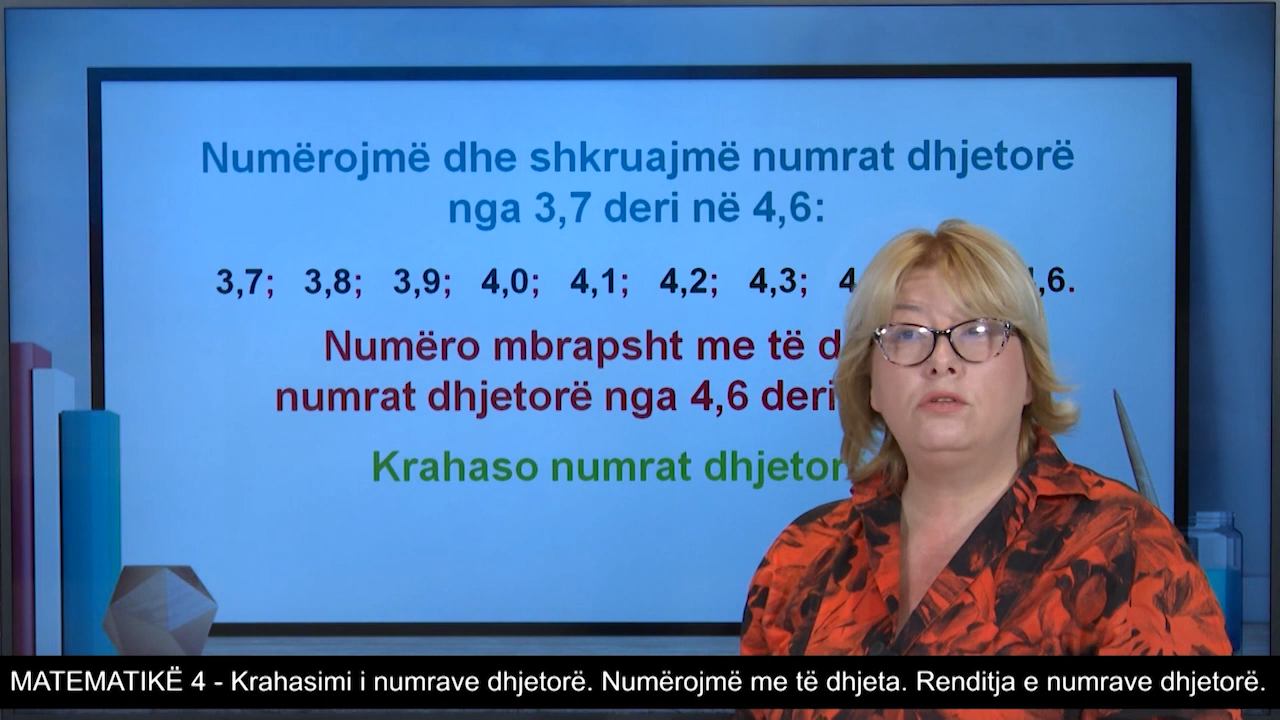 Numërojmë dhe shkruajmë numrat dhjetorë
nga 3,7 deri në 4,6:
3,7; 3,8; 3,9; 4,0; 4,1; 4,2; 4,3;
Numëro mbrapsht me të
numrat dhjetorë nga 4,6 deri
Krahaso numrat
MATEMATIKË 4 - Krahasimi i numrave dhjetorë. Numërojmë me të dhjeta. Renditja e numrave dhjetorë.